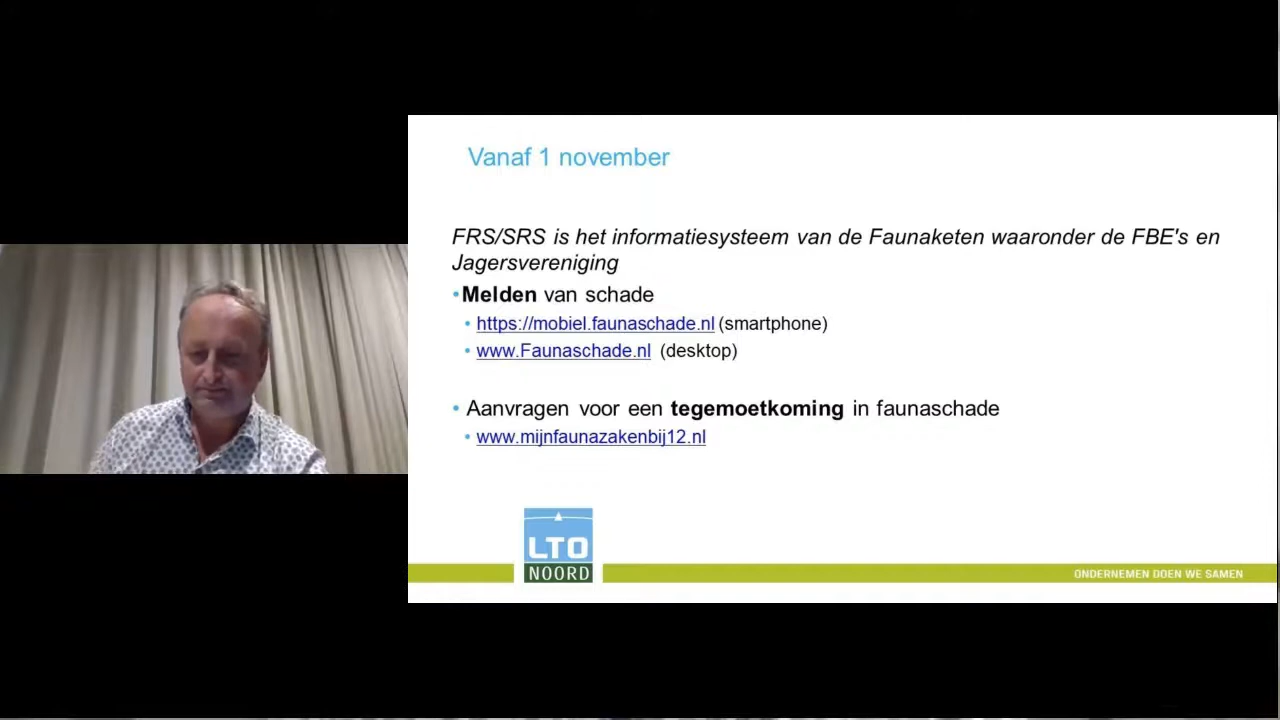 Vanaf 1 november
FRS/SRS is het informatiesysteem van de Faunaketen waaronder de FBE's en
Jagersvereniging
•Melden van schade
• https://mobiel.faunaschade.nl (smartphone)
• www.Faunaschade.nl (desktop)
• Aanvragen voor een tegemoetkoming in faunaschade
• www.mijnfaunazakenbij12.nl
LTO
NOORD
ONDERNEMEN DOEN WE SAMEN